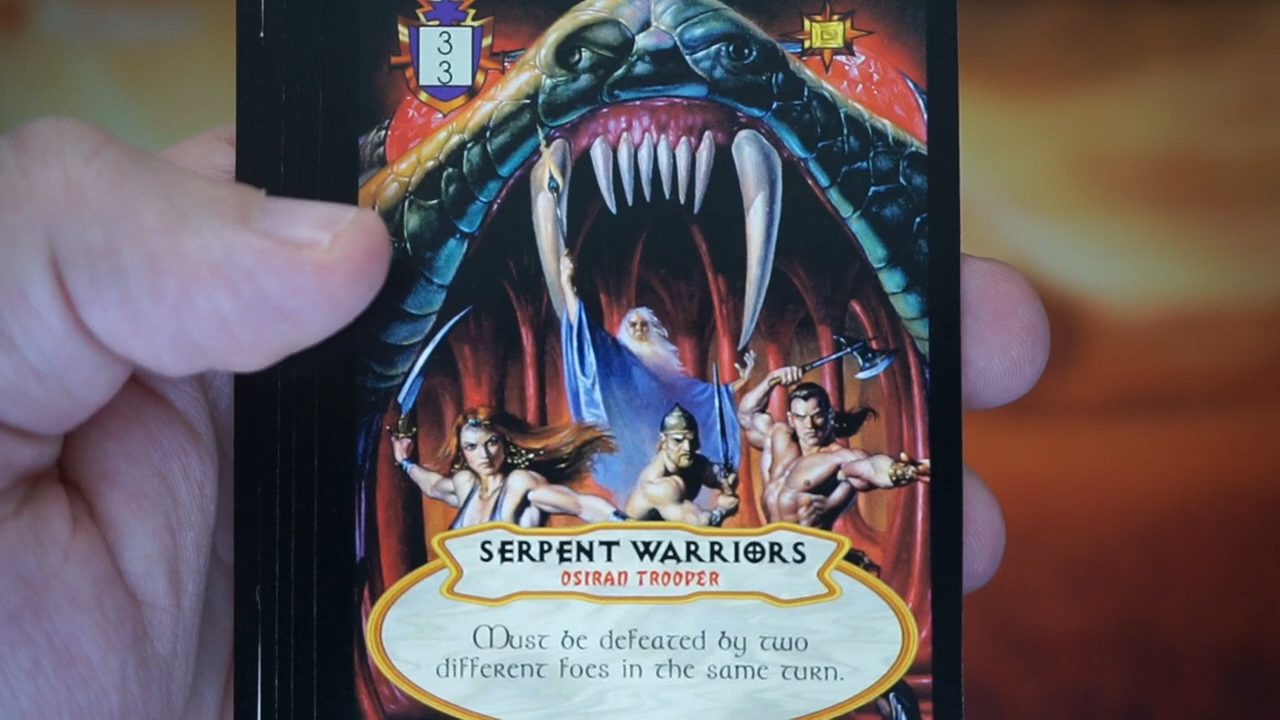 3
3
SERPENT WARRIORS
OSIRAN TROOPER
Must be defeated by two
different foes in the same turn.